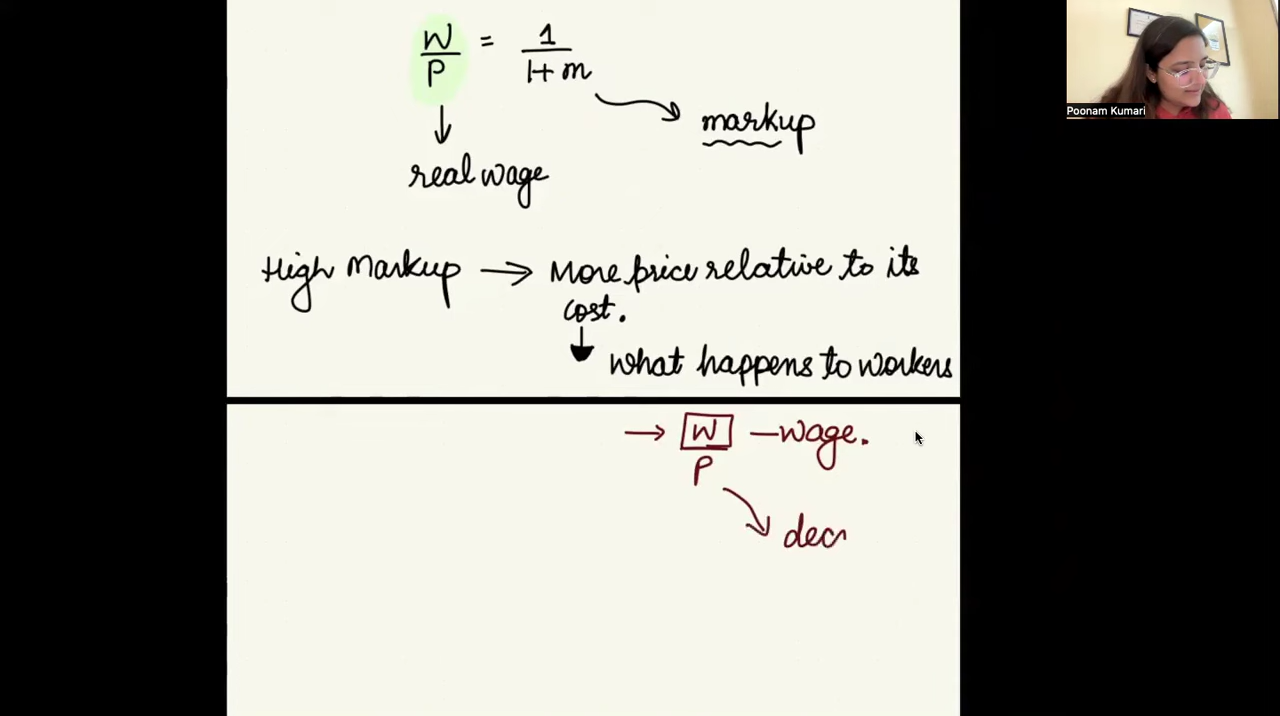 W/P = 1/1+m
markup
real wage
High Markup → More price relative to its
cost.
What happens to workers
→ W/P — wage.
decr
Poonam Kumari